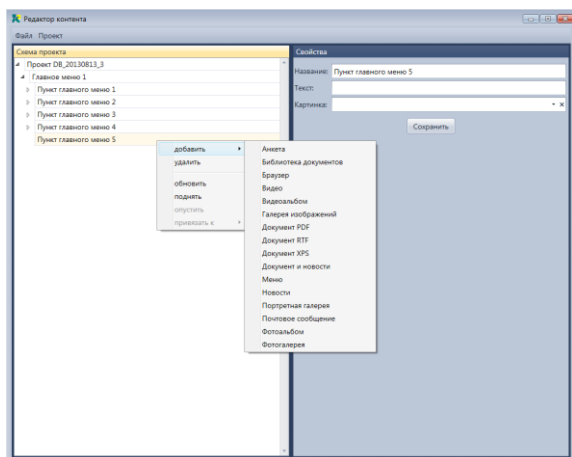 Редактор контента
Файл Проект
Схема проекта
Проект DB_20130813_3
Главное меню 1
Пункт главного меню 1
Пункт главного меню 2
Пункт главного меню 3
Пункт главного меню 4
Пункт главного меню 5
добавить
удалить
обновить
поднять
опустить
привязать к
Анкета
Библиотека документов
Браузер
Видео
Видеоальбом
Галерея изображений
Документ PDF
Документ RTF
Документ XPS
Документ и новости
Меню
Новости
Портретная галерея
Почтовое сообщение
Фотоальбом
Фотогалерея
Свойства
Название: Пункт главного меню 5
Текст:
Картинка:
Сохранить